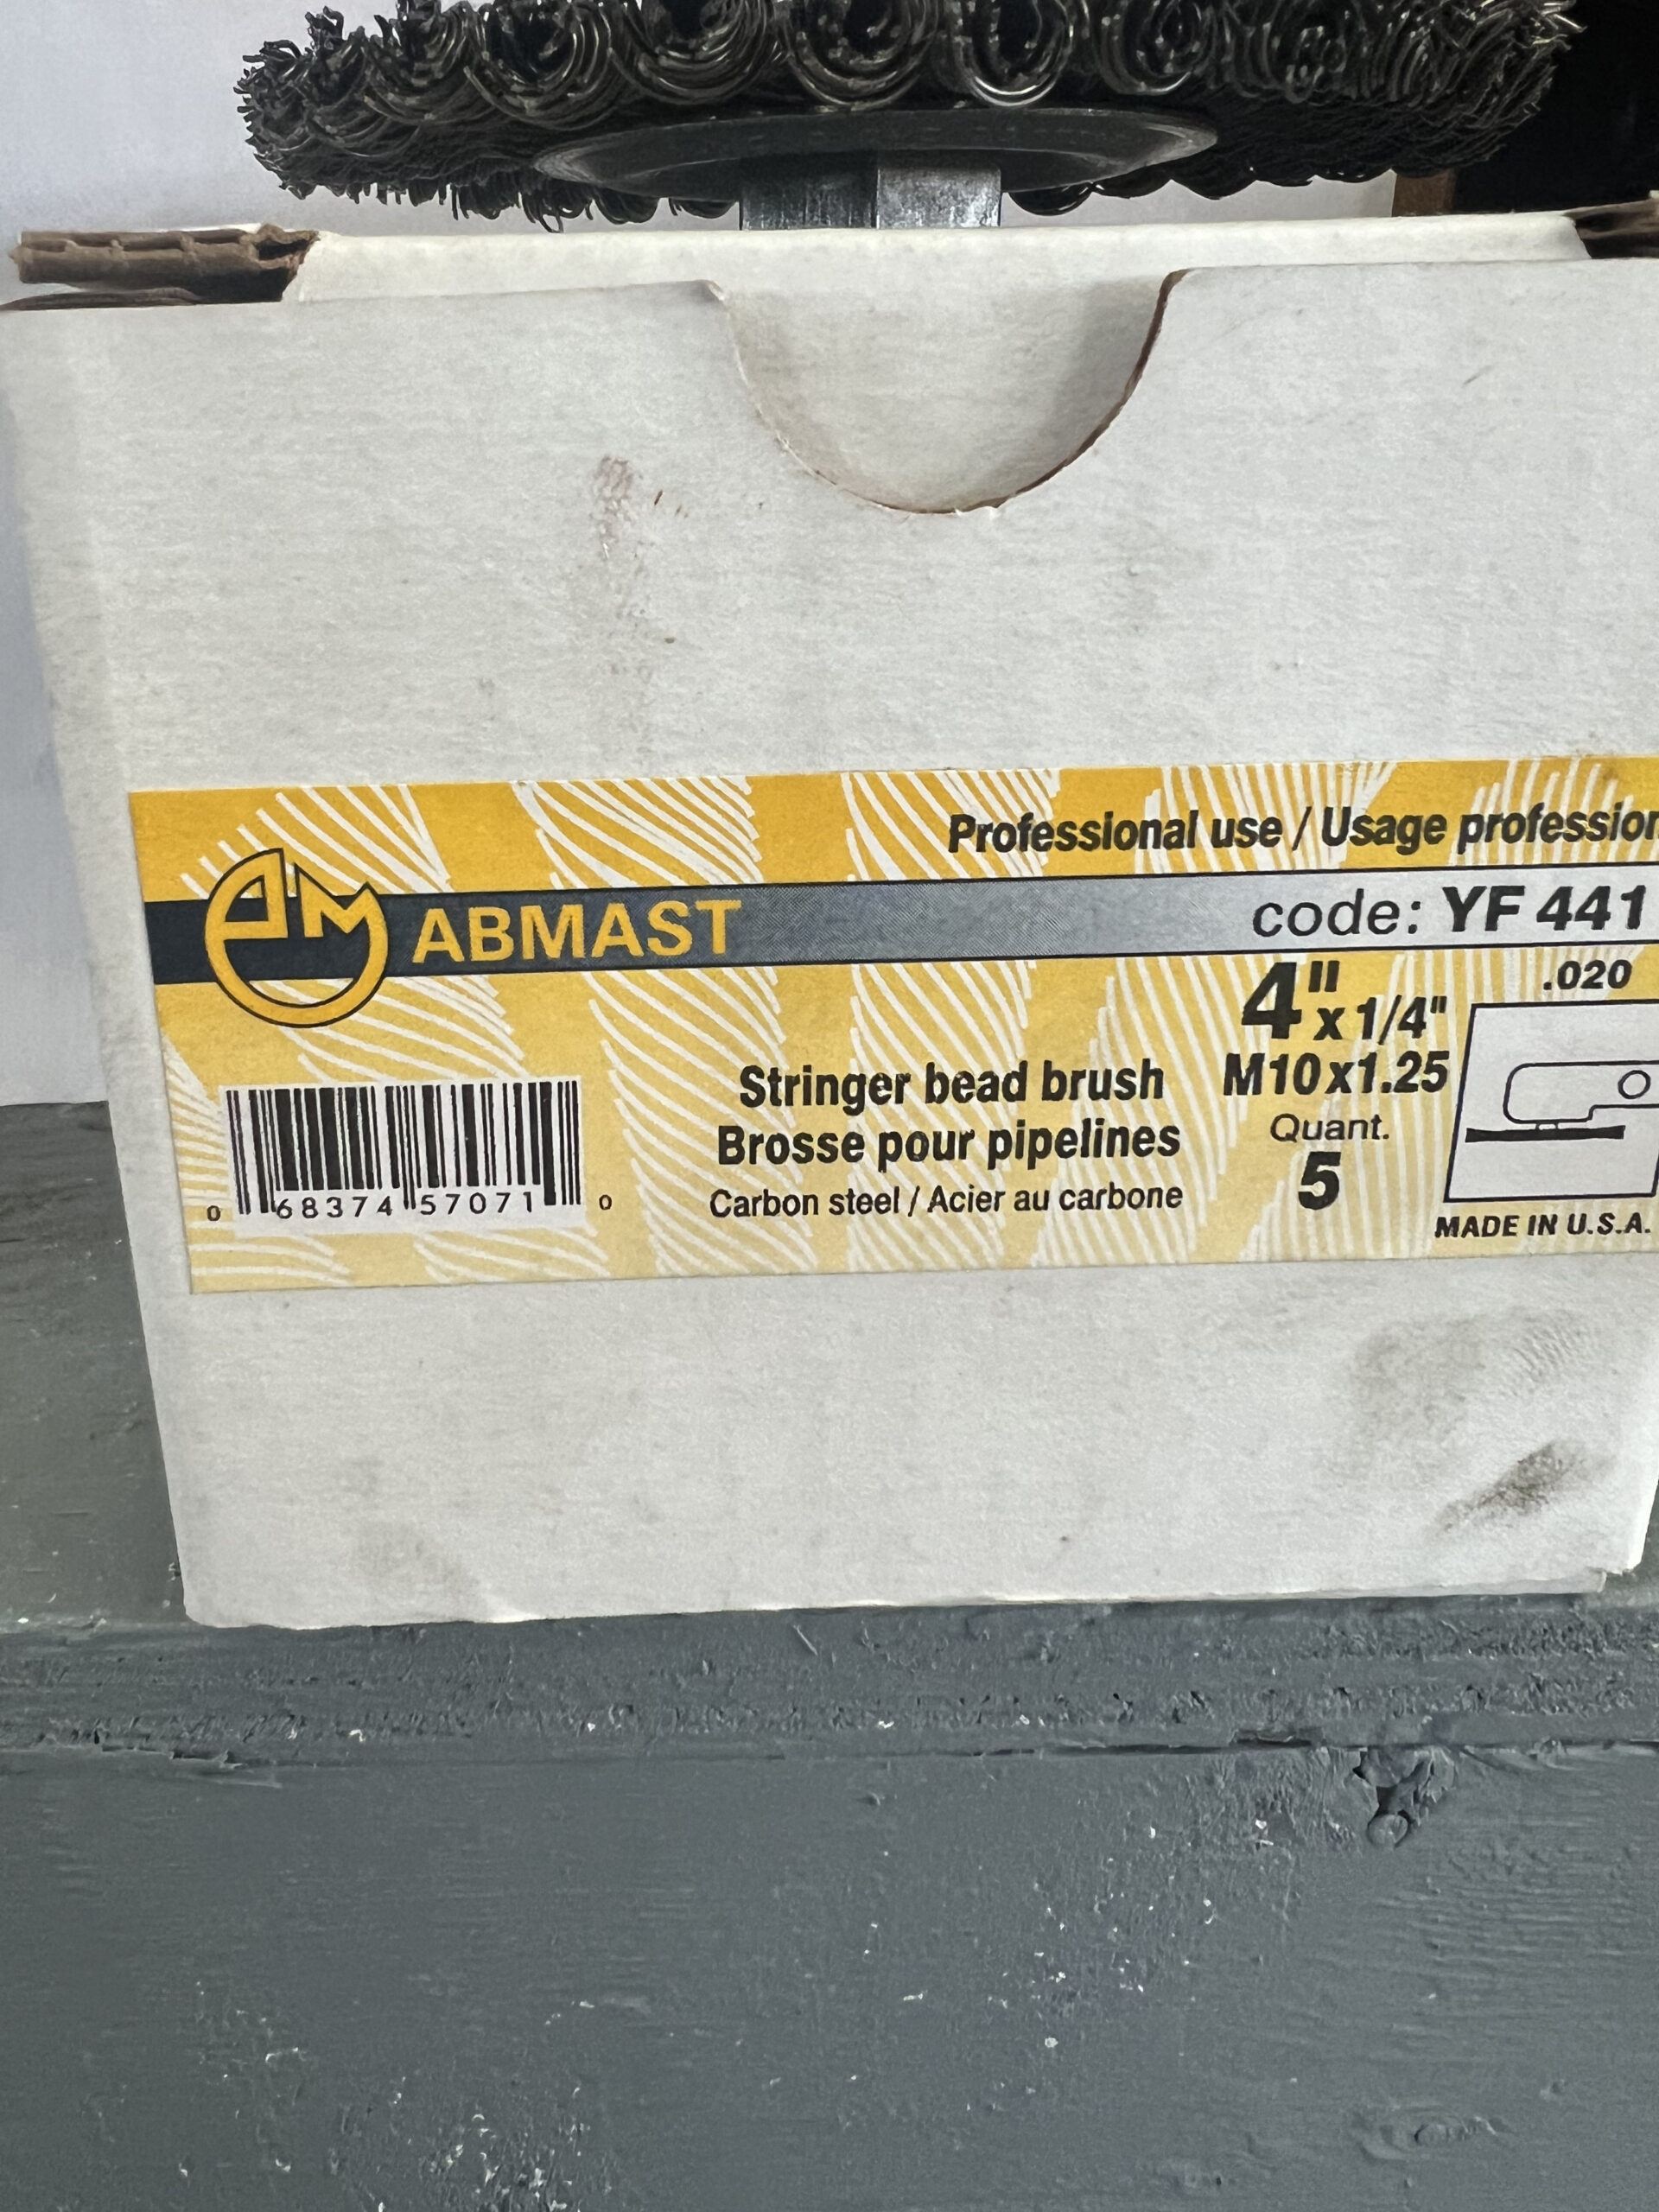 Professional use / Usage profession
ABMAST
code: YF 441
4" x 1/4"
.020
M10x1.25
Stringer bead brush
Brosse pour pipelines
Quant.
5
Carbon steel / Acier au carbone
0 68374 57071 0
MADE IN U.S.A.